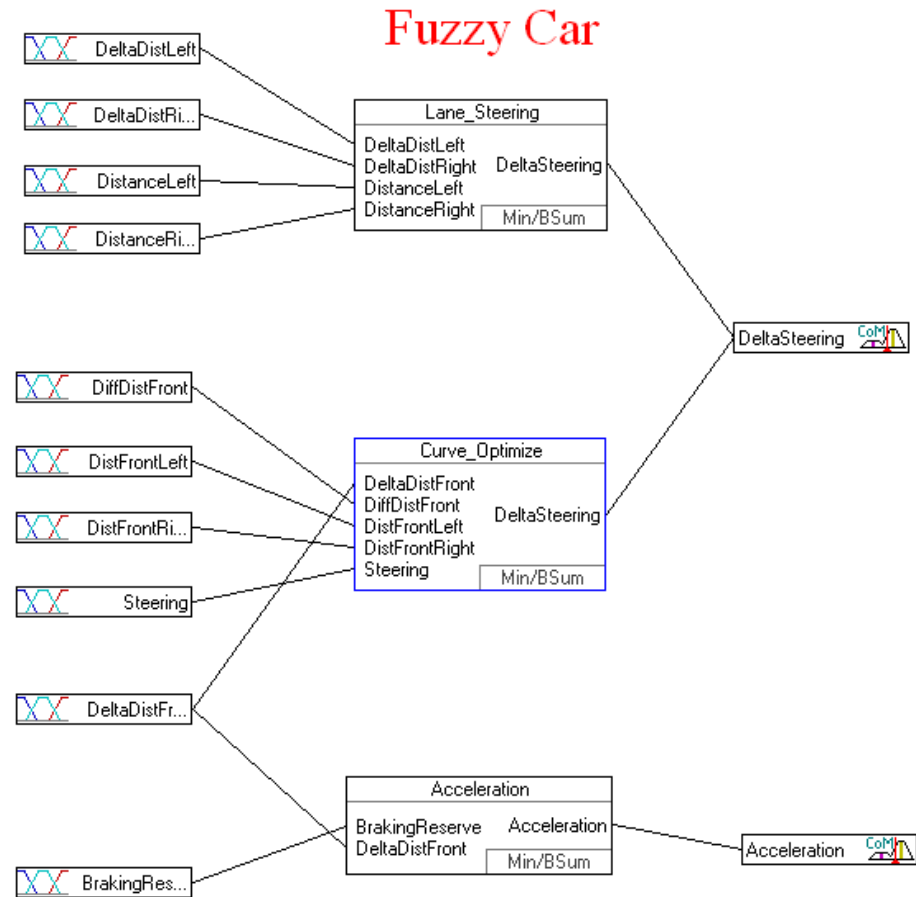 Fuzzy Car
DeltaDistLeft
DeltaDistRi...
DistanceLeft
DistanceRi...
Lane_Steering
DeltaDistLeft
DeltaDistRight
DistanceLeft
DistanceRight
DeltaSteering
Min/BSum
DeltaSteering
CoM
DiffDistFront
DistFrontLeft
DistFrontRi...
Steering
DeltaDistFr...
BrakingRes...
Curve_Optimize
DeltaDistFront
DiffDistFront
DistFrontLeft
DistFrontRight
Steering
DeltaSteering
Min/BSum
Acceleration
BrakingReserve
DeltaDistFront
Acceleration
Min/BSum
Acceleration
CoM